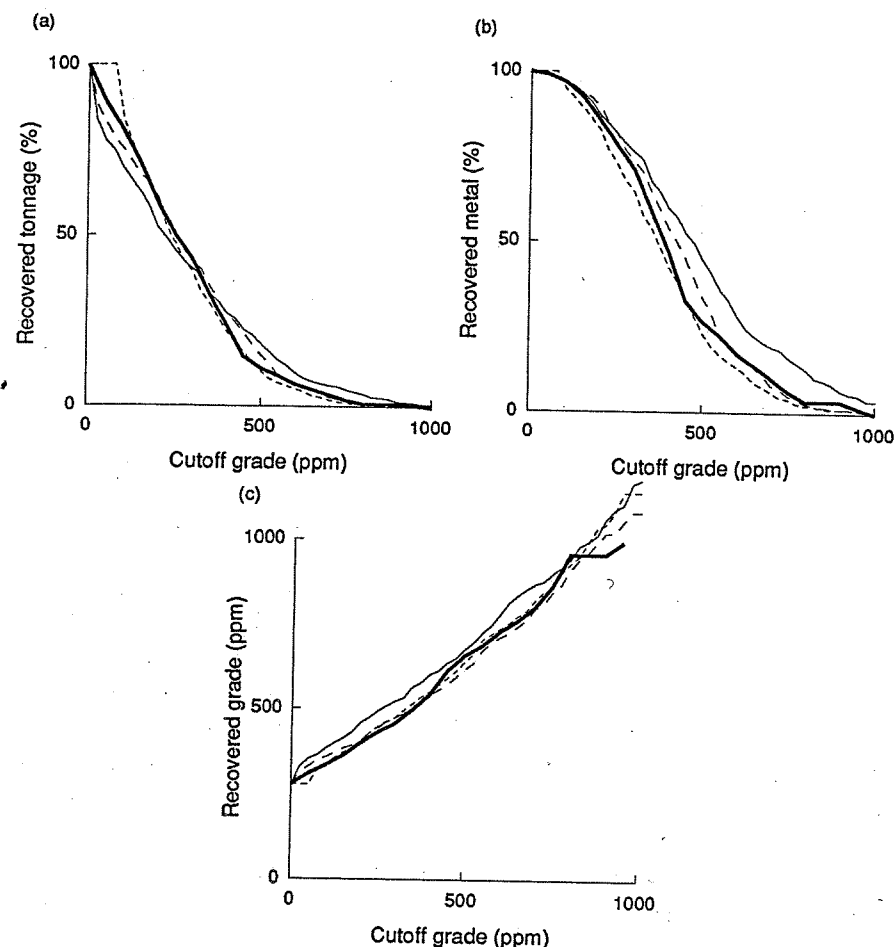 (a)
100
50
0
Recovered tonnage (%)
0
500
1000
Cutoff grade (ppm)
(b)
100
50
0
Recovered metal (%)
0
500
1000
Cutoff grade (ppm)
(c)
1000
500
0
Recovered grade (ppm)
0
500
1000
Cutoff grade (ppm)